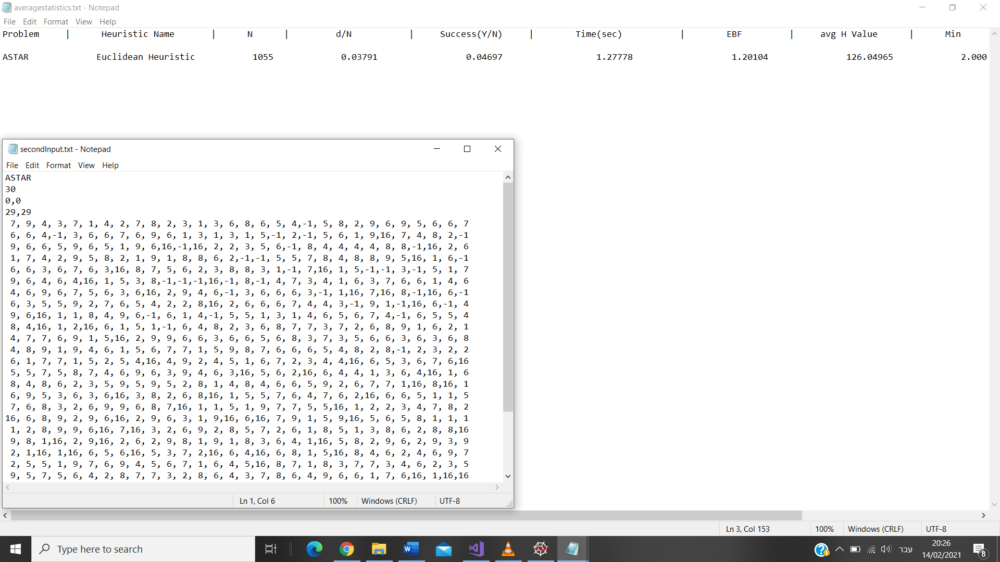 averagestatistics.txt - Notepad
File Edit Format View Help
Problem | Heuristic Name | N | d/N | Success(Y/N) | Time(sec) | EBF | avg H Value | Min
ASTAR Euclidean Heuristic 1055 0.03791 0.04697 1.27778 1.20104 126.04965 2.000
secondInput.txt - Notepad
File Edit Format View Help
ASTAR
30
0,0
29,29
7, 9, 4, 3, 7, 1, 4, 2, 7, 8, 2, 3, 1, 3, 6, 8, 6, 5, 4,-1, 5, 8, 2, 9, 6, 9, 5, 6, 6, 7
6, 6, 4,-1, 3, 6, 6, 7, 6, 9, 6, 1, 3, 1, 3, 1, 5,-1, 2,-1, 5, 6, 1, 9,16, 7, 4, 8, 2,-1
9, 6, 6, 5, 9, 6, 5, 1, 9, 6,16,-1,16, 2, 2, 3, 5, 6,-1, 8, 4, 4, 4, 4, 8, 8,-1,16, 2, 6
1, 7, 4, 2, 9, 5, 8, 2, 1, 9, 1, 8, 8, 6, 2,-1,-1, 5, 5, 7, 8, 4, 8, 8, 9, 5,16, 1, 6,-1
6, 6, 3, 6, 7, 6, 3,16, 8, 7, 5, 6, 2, 3, 8, 8, 3, 1,-1, 7,16, 1, 5,-1,-1, 3,-1, 5, 1, 7
9, 6, 4, 6, 4,16, 1, 5, 3, 8,-1,-1,-1,16,-1, 8,-1, 4, 7, 3, 4, 1, 6, 3, 7, 6, 6, 1, 4, 6
4, 6, 9, 6, 7, 5, 6, 3, 6,16, 2, 9, 4, 6,-1, 3, 6, 6, 6, 3,-1, 1,16, 7,16, 8,-1,16, 6,-1
6, 3, 5, 5, 9, 2, 7, 6, 5, 4, 2, 2, 8,16, 2, 6, 6, 6, 7, 4, 4, 3,-1, 9, 1,-1,16, 6,-1, 4
9, 6,16, 1, 1, 8, 4, 9, 6,-1, 6, 1, 4,-1, 5, 5, 1, 3, 1, 4, 6, 5, 6, 7, 4,-1, 6, 5, 5, 4
8, 4,16, 1, 2,16, 6, 1, 5, 1,-1, 6, 4, 8, 2, 3, 6, 8, 7, 7, 3, 7, 2, 6, 8, 9, 1, 6, 2, 1
4, 7, 7, 6, 9, 1, 5,16, 2, 9, 9, 6, 6, 3, 6, 6, 5, 6, 8, 3, 7, 3, 5, 6, 6, 3, 6, 3, 6, 8
4, 8, 9, 1, 9, 4, 6, 1, 5, 6, 7, 7, 1, 5, 9, 8, 7, 6, 6, 6, 5, 4, 8, 2, 8,-1, 2, 3, 2, 2
6, 1, 7, 7, 1, 5, 2, 5, 4,16, 4, 9, 2, 4, 5, 1, 6, 7, 2, 3, 4, 4,16, 6, 5, 3, 6, 7, 6,16
5, 5, 7, 5, 8, 7, 4, 6, 9, 6, 3, 9, 4, 6, 3,16, 5, 6, 2,16, 6, 4, 4, 1, 3, 6, 4,16, 1, 6
8, 4, 8, 6, 2, 3, 5, 9, 5, 9, 5, 2, 8, 1, 4, 8, 4, 6, 6, 5, 9, 2, 6, 7, 7, 1,16, 8,16, 1
6, 9, 5, 3, 6, 3, 6,16, 3, 8, 2, 6, 8,16, 1, 5, 5, 7, 6, 4, 7, 6, 2,16, 6, 6, 5, 1, 1, 5
7, 6, 8, 3, 2, 6, 9, 9, 6, 8, 7,16, 1, 1, 5, 1, 9, 7, 7, 5, 5,16, 1, 2, 2, 3, 4, 7, 8, 2
16, 6, 8, 9, 2, 9, 6,16, 2, 9, 6, 3, 1, 9,16, 6,16, 7, 9, 1, 5, 9,16, 5, 6, 5, 8, 1, 1, 1
1, 2, 8, 9, 9, 6,16, 7,16, 3, 2, 6, 9, 2, 8, 5, 7, 2, 6, 1, 8, 5, 1, 3, 8, 6, 2, 8, 8,16
9, 8, 1,16, 2, 9,16, 2, 6, 2, 9, 8, 1, 9, 1, 8, 3, 6, 4, 1,16, 5, 8, 2, 9, 6, 2, 9, 3, 9
2, 1,16, 1,16, 6, 5, 6,16, 5, 3, 7, 2,16, 6, 4,16, 6, 8, 1, 5,16, 8, 4, 6, 2, 4, 6, 9, 7
2, 5, 5, 1, 9, 7, 6, 9, 4, 5, 6, 7, 1, 6, 4, 5,16, 8, 7, 1, 8, 3, 7, 7, 3, 4, 6, 2, 3, 5
9, 5, 7, 5, 6, 4, 2, 8, 7, 7, 3, 2, 8, 6, 4, 3, 7, 8, 6, 4, 9, 6, 6, 1, 7, 6,16, 1,16,16
Ln 1, Col 6 100% Windows (CRLF) UTF-8
Ln 3, Col 153 100% Windows (CRLF) UTF-8
Type here to search
עבר
20:26
14/02/2021
8